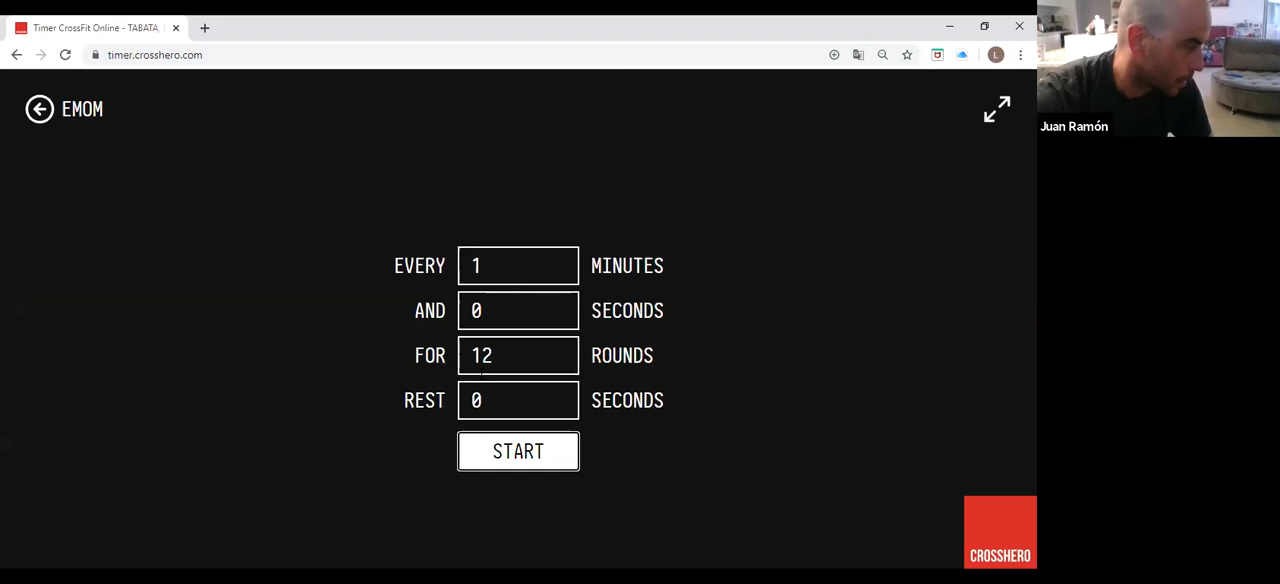 Timer CrossFit Online - TABATA,
timer.crosshero.com
L
EMOM
EVERY 1 MINUTES
AND 0 SECONDS
FOR 12 ROUNDS
REST 0 SECONDS
START
CROSSHERO
Juan Ramón